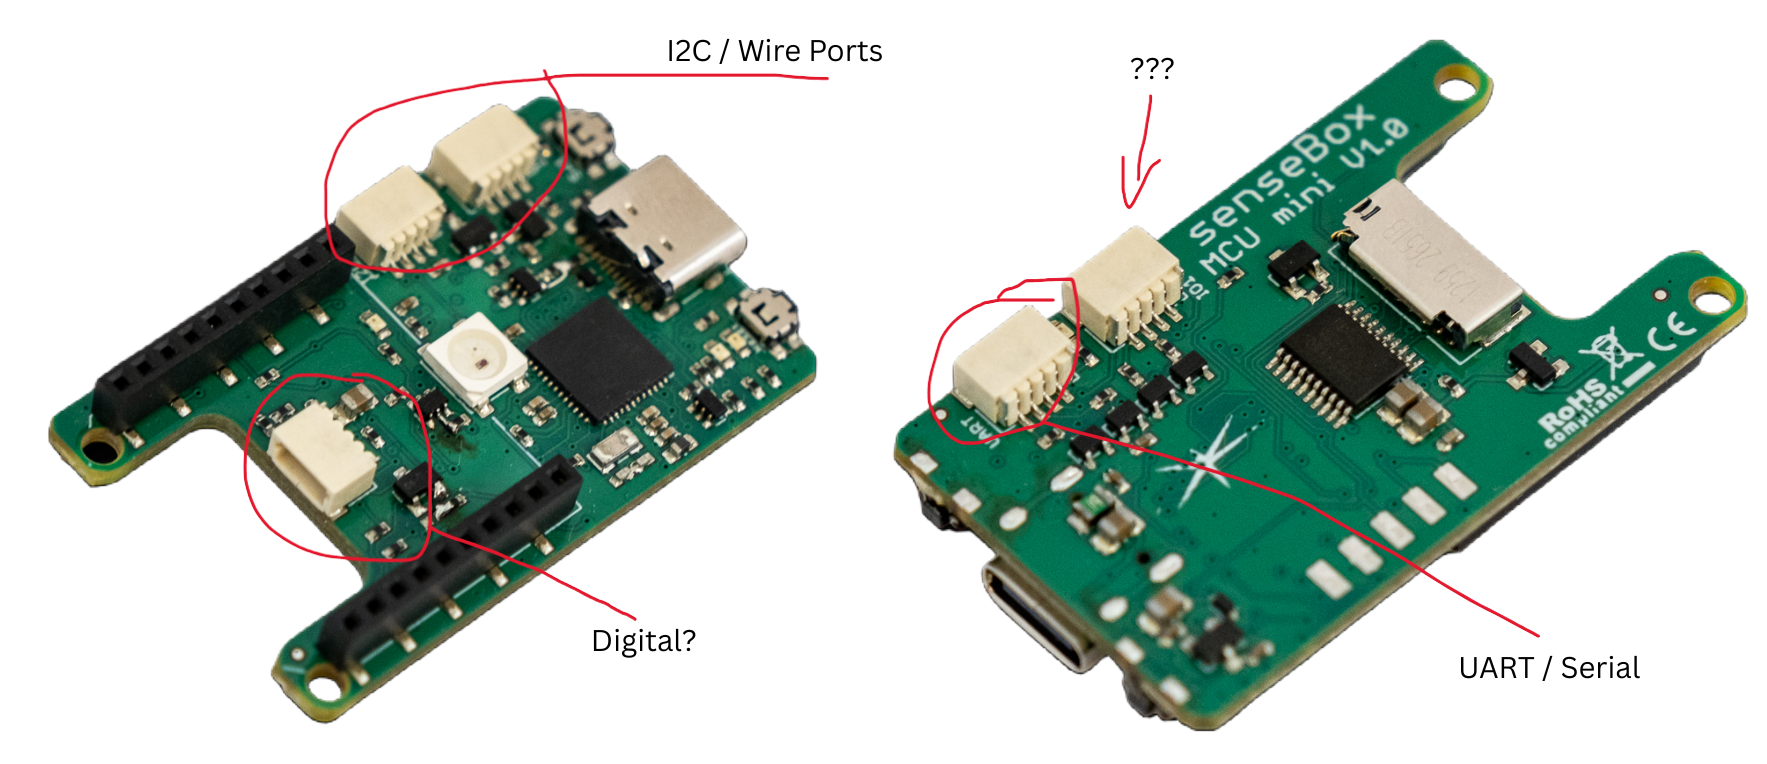 I2C / Wire Ports
???
senseBox
MCU mini V1.0
UART
RoHS
compliant
CE
Digital?
UART / Serial